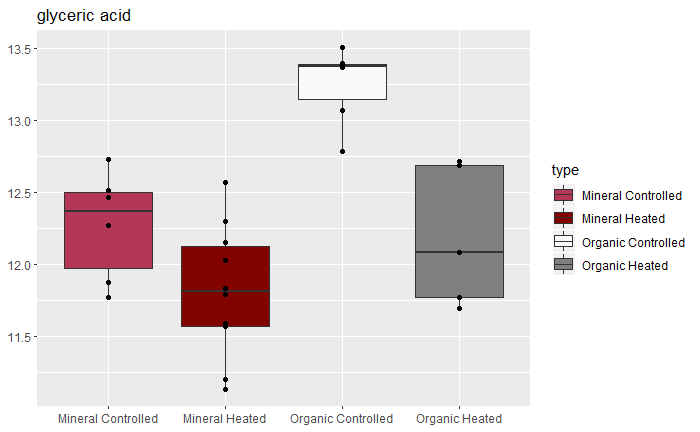 glyceric acid
13.5
13.0
12.5
12.0
11.5
Mineral Controlled
Mineral Heated
Organic Controlled
Organic Heated
type
Mineral Controlled
Mineral Heated
Organic Controlled
Organic Heated